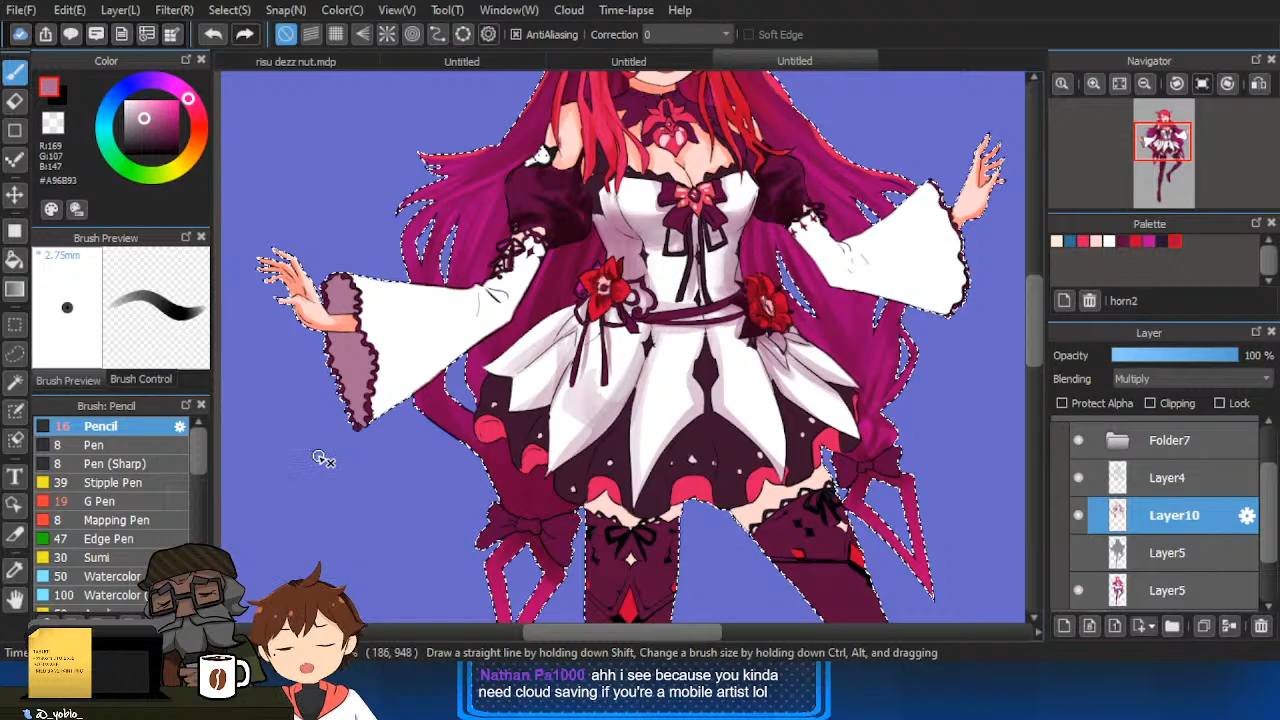 File(F) Edit(E) Layer(L) Filter(R) Select(S) Snap(N) Color(C) View(V) Tool(T) Window(W) Cloud Time-lapse Help
AntiAliasing Correction 0 Soft Edge
Color
risu dezz nut.mdp Untitled Untitled Untitled
Navigator
R:169
G:107
B:147
#A96B93
Brush Preview
* 2.75mm
Brush Preview Brush Control
Brush: Pencil
16 Pencil
8 Pen
8 Pen (Sharp)
39 Stipple Pen
19 G Pen
8 Mapping Pen
47 Edge Pen
30 Sumi
50 Watercolor
100 Watercolor
Palette
horn2
Layer
Opacity 100 %
Blending Multiply
Protect Alpha Clipping Lock
Folder7
Layer4
Layer10
Layer5
Layer5
(186, 948) Draw a straight line by holding down Shift, Change a brush size by holding down Ctrl, Alt, and dragging
Nathan Pa1000 ahh i see because you kinda
need cloud saving if you're a mobile artist lol